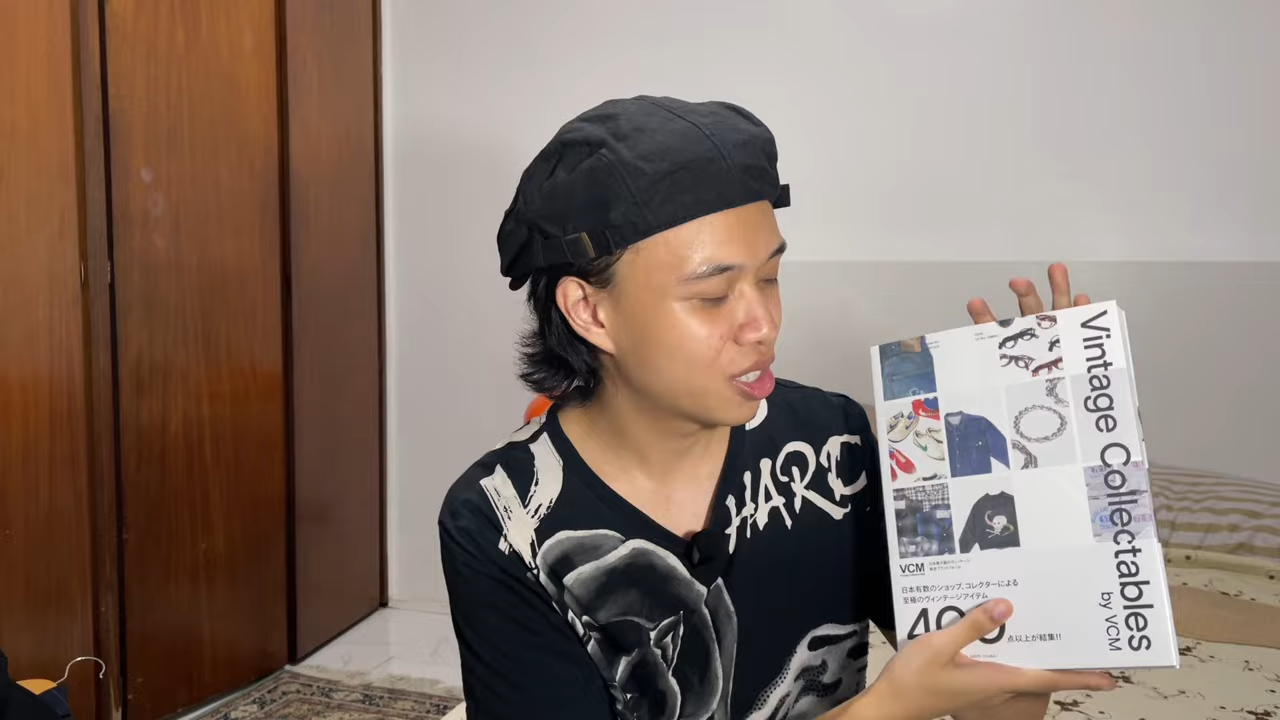 HARC
Vintage Collectables
by VCM
VCM
日本有数のショップ、コレクターによる
至極のヴィンテージアイテム
400
点以上が結集!!